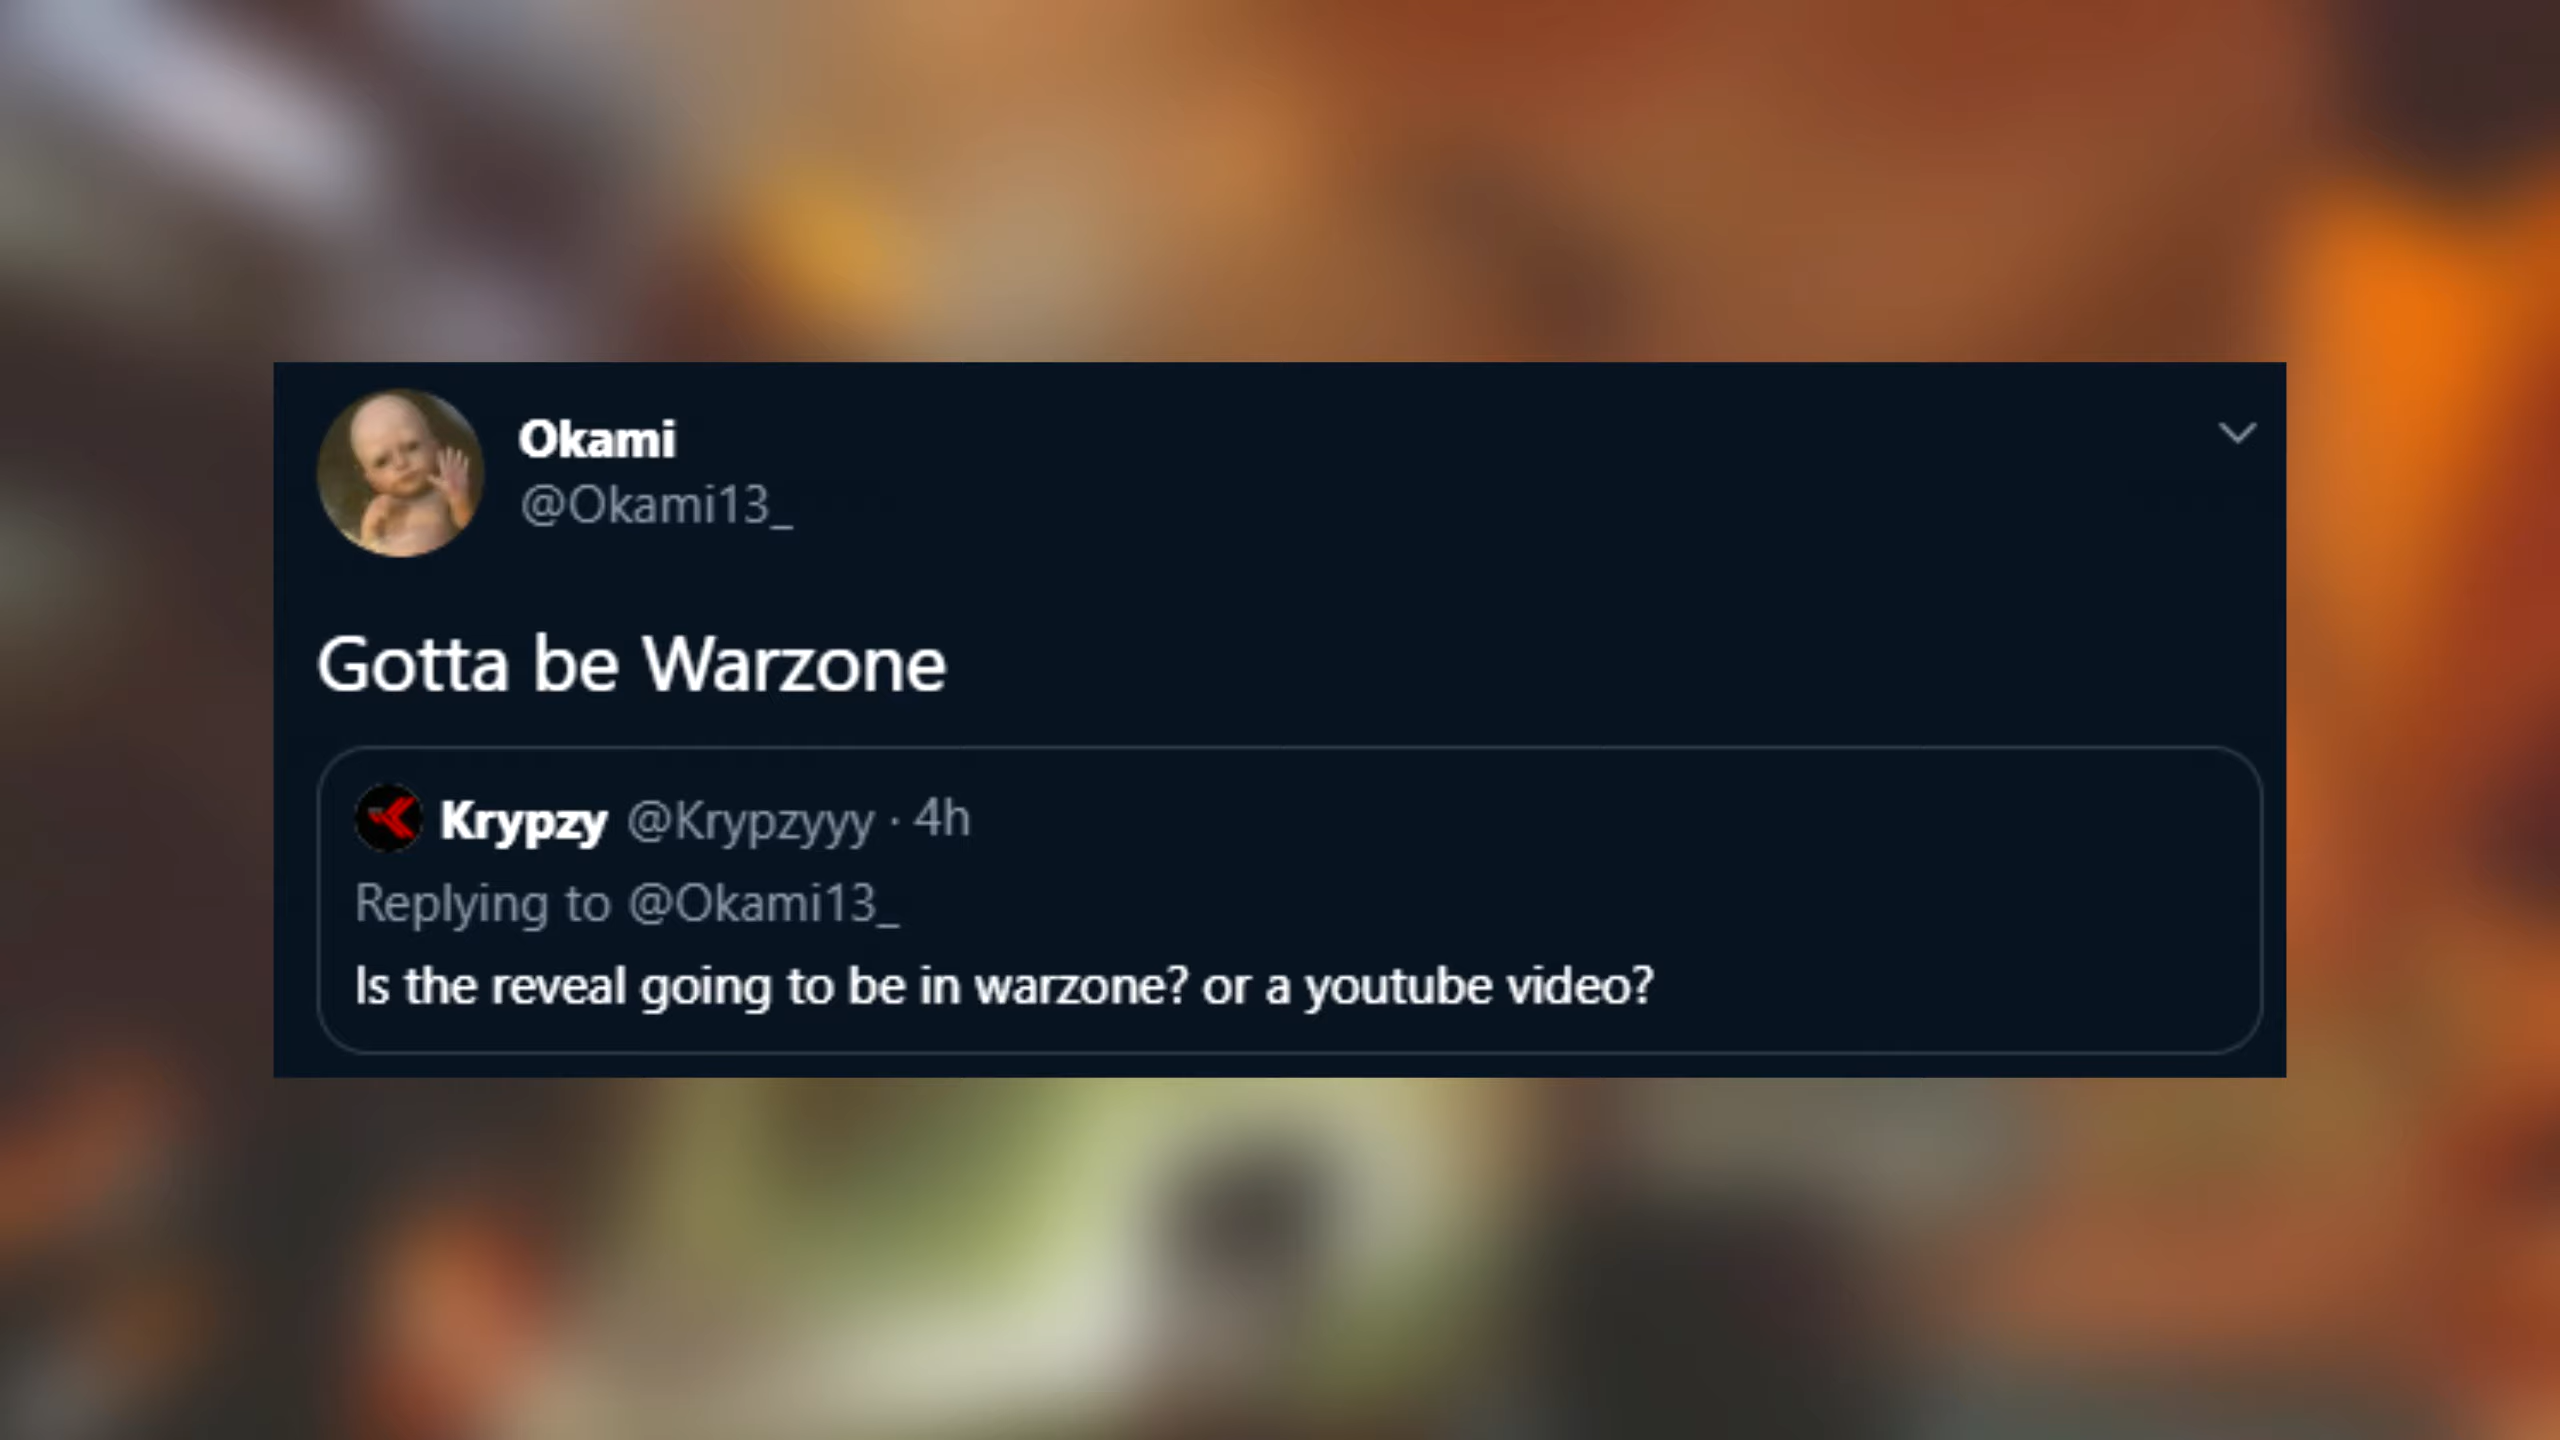 Okami
@Okami13_
Gotta be Warzone
Krypzy @Krypzyyy · 4h
Replying to @Okami13_
Is the reveal going to be in warzone? or a youtube video?